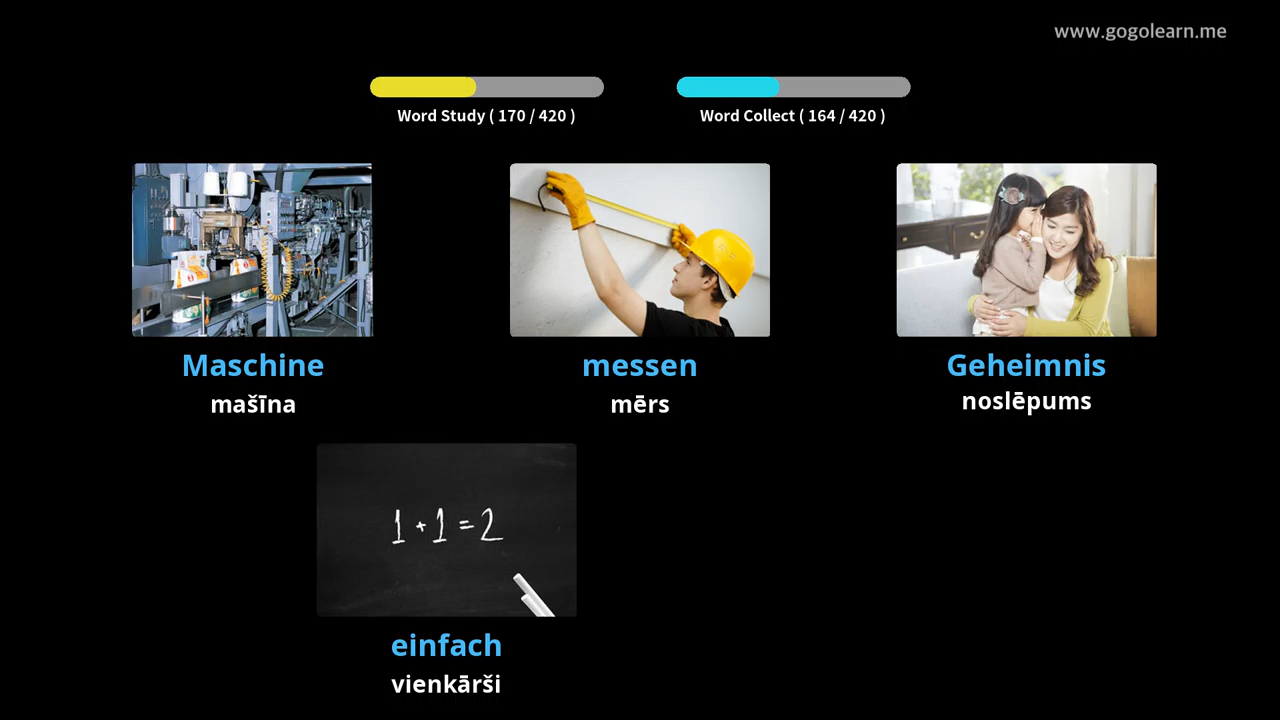 www.gogolearn.me
Word Study ( 170 / 420 )
Word Collect ( 164 / 420 )
Maschine
mašīna
messen
mērs
Geheimnis
noslēpums
1 + 1 = 2
einfach
vienkārši